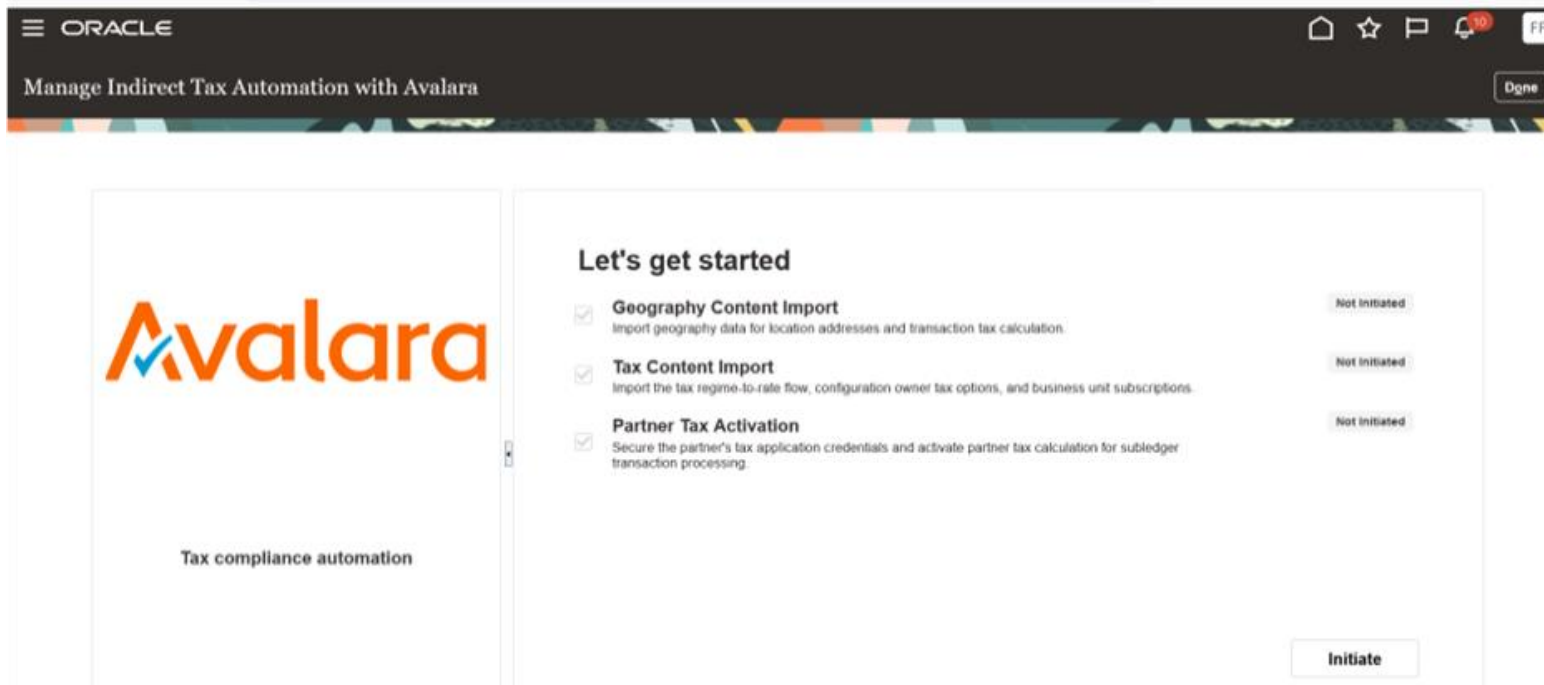 ORACLE
10
FF
Manage Indirect Tax Automation with Avalara
Done
Avalara
Tax compliance automation
Let's get started
Geography Content Import
Not Initiated
Import geography data for location addresses and transaction tax calculation.
Tax Content Import
Not Initiated
Import the tax regime-to-rate flow, configuration owner tax options, and business unit subscriptions.
Partner Tax Activation
Not Initiated
Secure the partner's tax application credentials and activate partner tax calculation for subledger
transaction processing.
Initiate